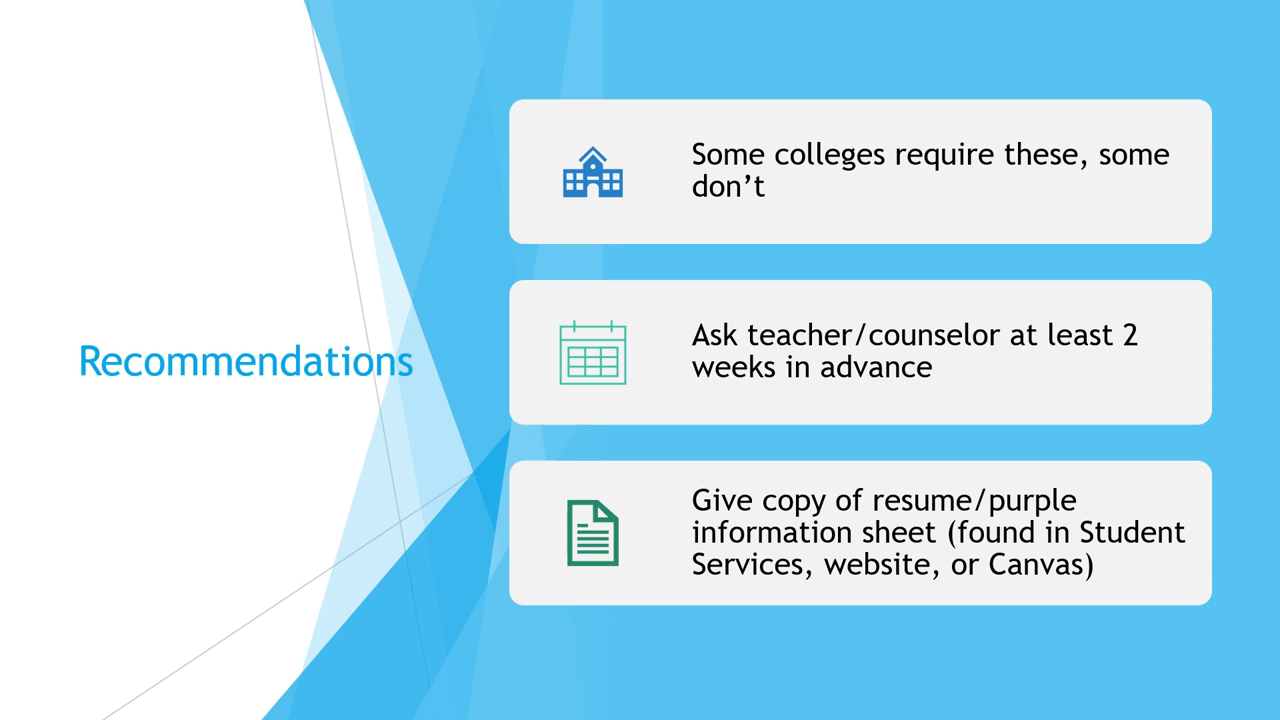 Recommendations
Some colleges require these, some
don’t
Ask teacher/counselor at least 2
weeks in advance
Give copy of resume/purple
information sheet (found in Student
Services, website, or Canvas)